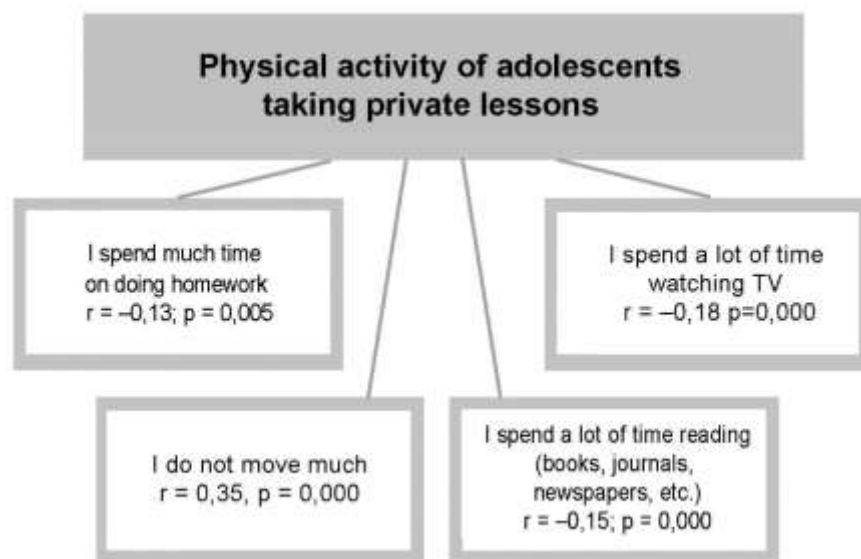 Physical activity of adolescents
taking private lessons
I spend much time
on doing homework
r = –0,13; p = 0,005
I spend a lot of time
watching TV
r = –0,18 p=0,000
I do not move much
r = 0,35, p = 0,000
I spend a lot of time reading
(books, journals,
newspapers, etc.)
r = –0,15; p = 0,000